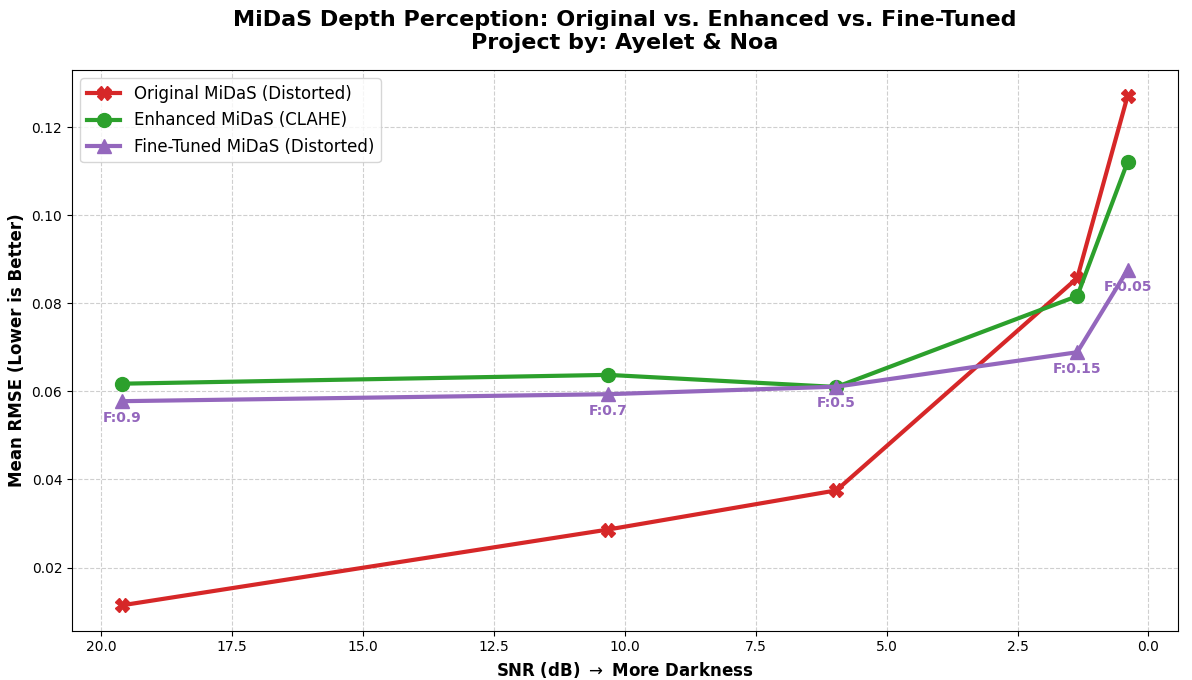 MiDaS Depth Perception: Original vs. Enhanced vs. Fine-Tuned
Project by: Ayelet & Noa
Original MiDaS (Distorted)
Enhanced MiDaS (CLAHE)
Fine-Tuned MiDaS (Distorted)
Mean RMSE (Lower is Better)
0.12
0.10
0.08
0.06
0.04
0.02
F:0.9
F:0.7
F:0.5
F:0.15
F:0.05
20.0 17.5 15.0 12.5 10.0 7.5 5.0 2.5 0.0
SNR (dB) → More Darkness